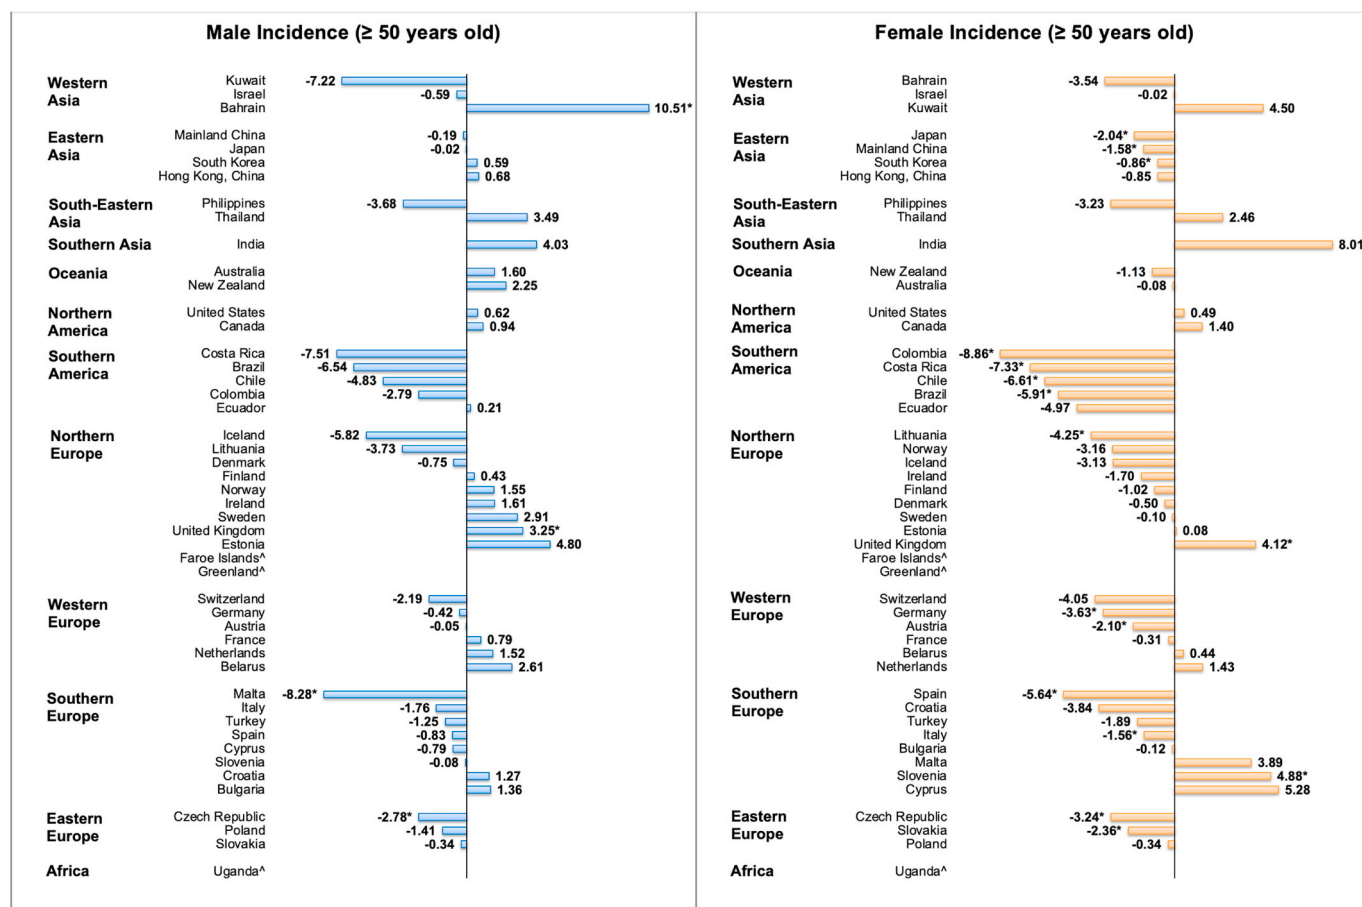 Male Incidence (≥ 50 years old)
Western Asia
Kuwait -7.22
Israel -0.59
Bahrain 10.51*
Eastern Asia
Mainland China -0.19
Japan -0.02
South Korea 0.59
Hong Kong, China 0.68
South-Eastern Asia
Philippines -3.68
Thailand 3.49
Southern Asia
India 4.03
Oceania
Australia 1.60
New Zealand 2.25
Northern America
United States 0.62
Canada 0.94
Southern America
Costa Rica -7.51
Brazil -6.54
Chile -4.83
Colombia -2.79
Ecuador 0.21
Northern Europe
Iceland -5.82
Lithuania -3.73
Denmark -0.75
Finland 0.43
Norway 1.55
Ireland 1.61
Sweden 2.91
United Kingdom 3.25*
Estonia 4.80
Faroe Islands^
Greenland^
Western Europe
Switzerland -2.19
Germany -0.42
Austria -0.05
France 0.79
Netherlands 1.52
Belarus 2.61
Southern Europe
Malta -8.28*
Italy -1.76
Turkey -1.25
Spain -0.83
Cyprus -0.79
Slovenia -0.08
Croatia 1.27
Bulgaria 1.36
Eastern Europe
Czech Republic -2.78*
Poland -1.41
Slovakia -0.34
Africa
Uganda^
Female Incidence (≥ 50 years old)
Western Asia
Bahrain -3.54
Israel -0.02
Kuwait 4.50
Eastern Asia
Japan -2.04*
Mainland China -1.58*
South Korea -0.86*
Hong Kong, China -0.85
South-Eastern Asia
Philippines -3.23
Thailand 2.46
Southern Asia
India 8.01
Oceania
New Zealand -1.13
Australia -0.08
Northern America
United States 0.49
Canada 1.40
Southern America
Colombia -8.86*
Costa Rica -7.33*
Chile -6.61*
Brazil -5.91*
Ecuador -4.97
Northern Europe
Lithuania -4.25*
Norway -3.16
Iceland -3.13
Ireland -1.70
Finland -1.02
Denmark -0.50
Sweden -0.10
Estonia 0.08
United Kingdom 4.12*
Faroe Islands^
Greenland^
Western Europe
Switzerland -4.05
Germany -3.63*
Austria -2.10*
France -0.31
Belarus 0.44
Netherlands 1.43
Southern Europe
Spain -5.64*
Croatia -3.84
Turkey -1.89
Italy -1.56*
Bulgaria -0.12
Malta 3.89
Slovenia 4.88*
Cyprus 5.28
Eastern Europe
Czech Republic -3.24*
Slovakia -2.36*
Poland -0.34
Africa
Uganda^